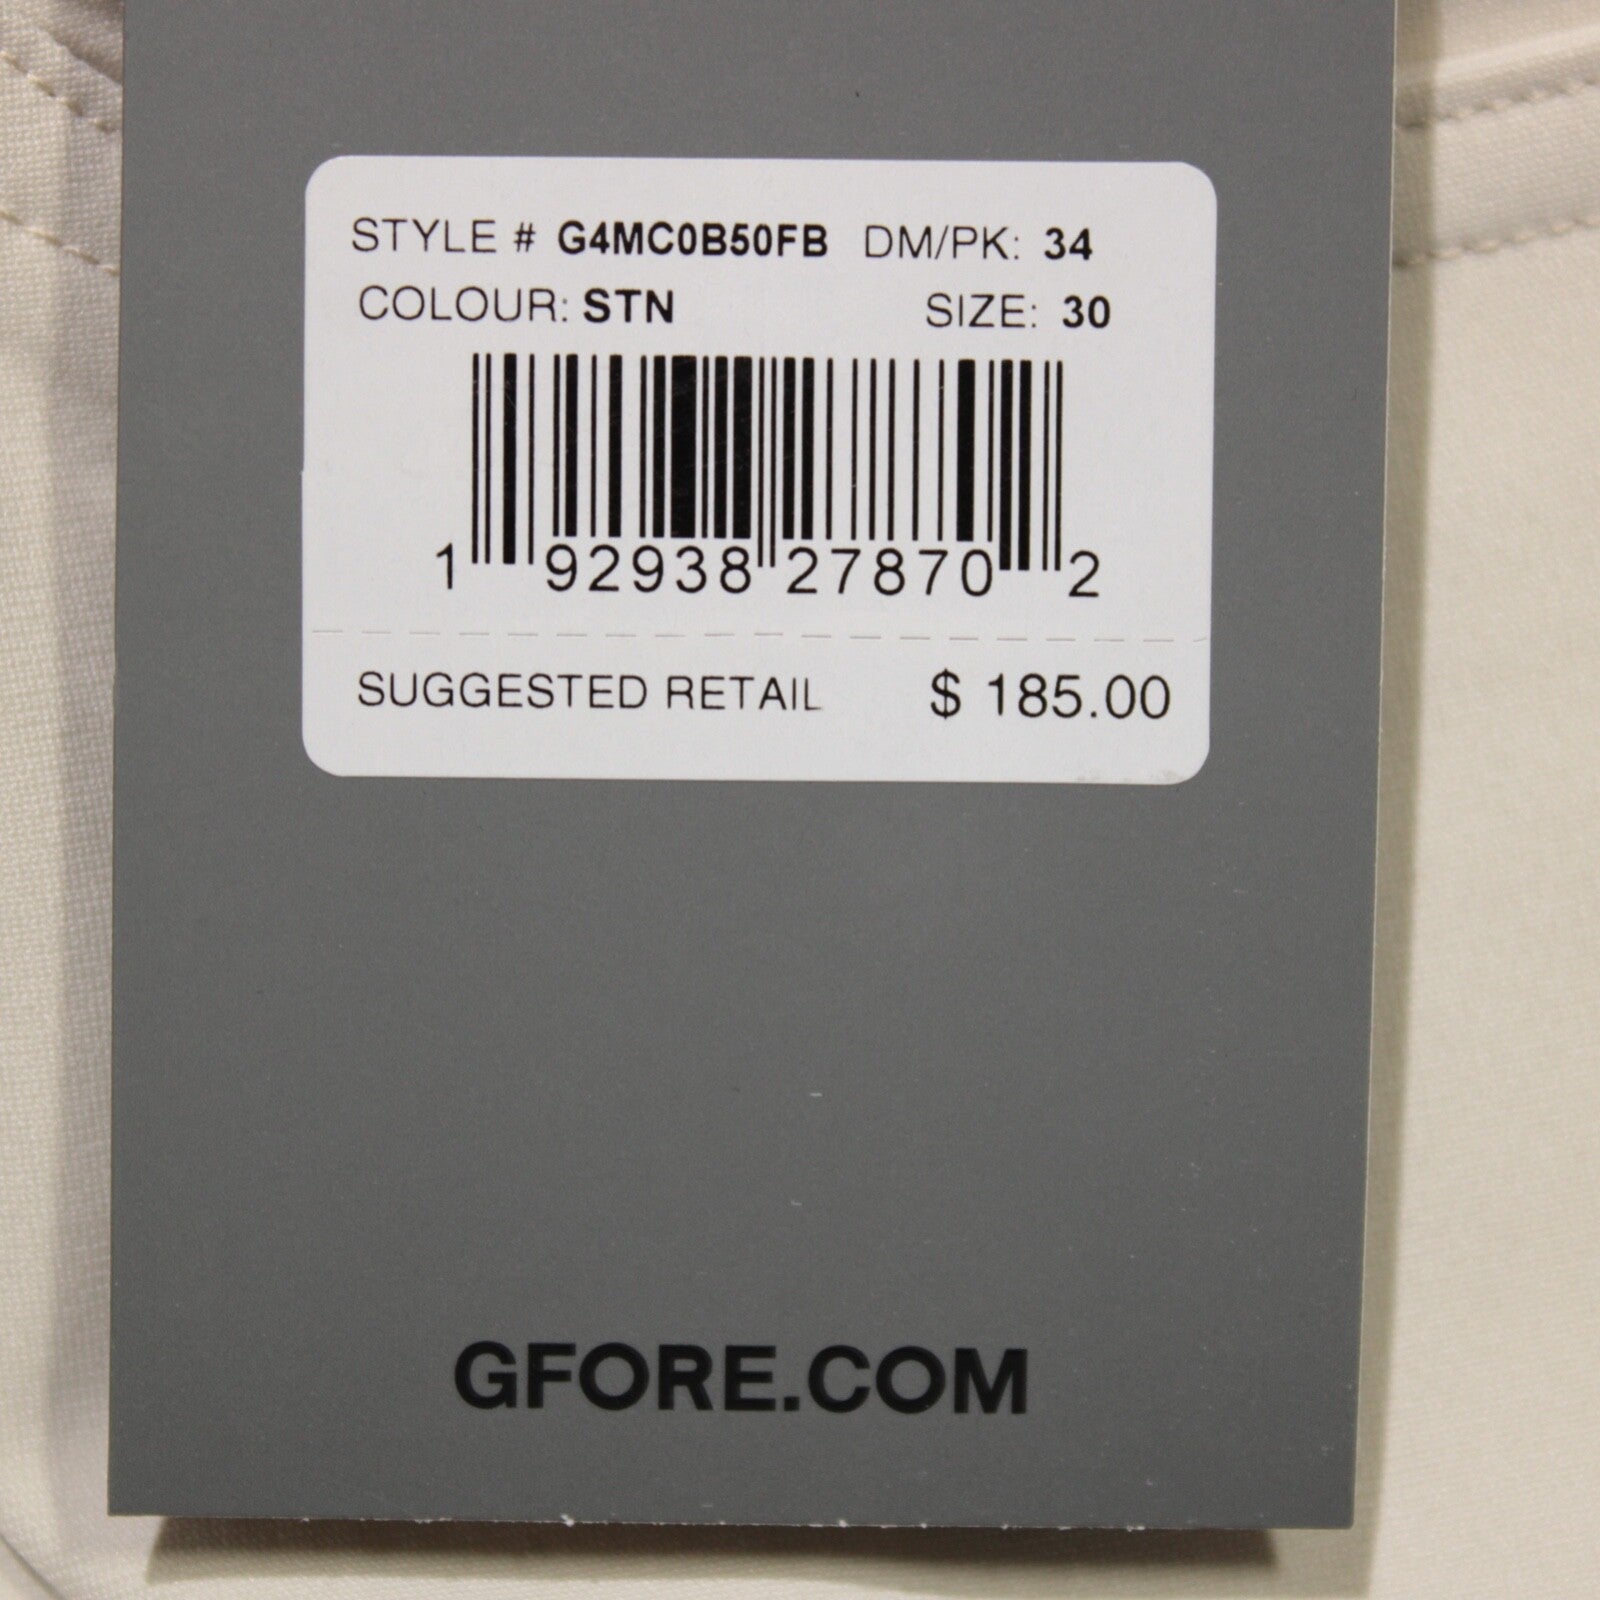 STYLE # G4MC0B50FB DM/PK: 34
COLOUR: STN SIZE: 30
1 92938 27870 2
SUGGESTED RETAIL $ 185.00
GFORE.COM